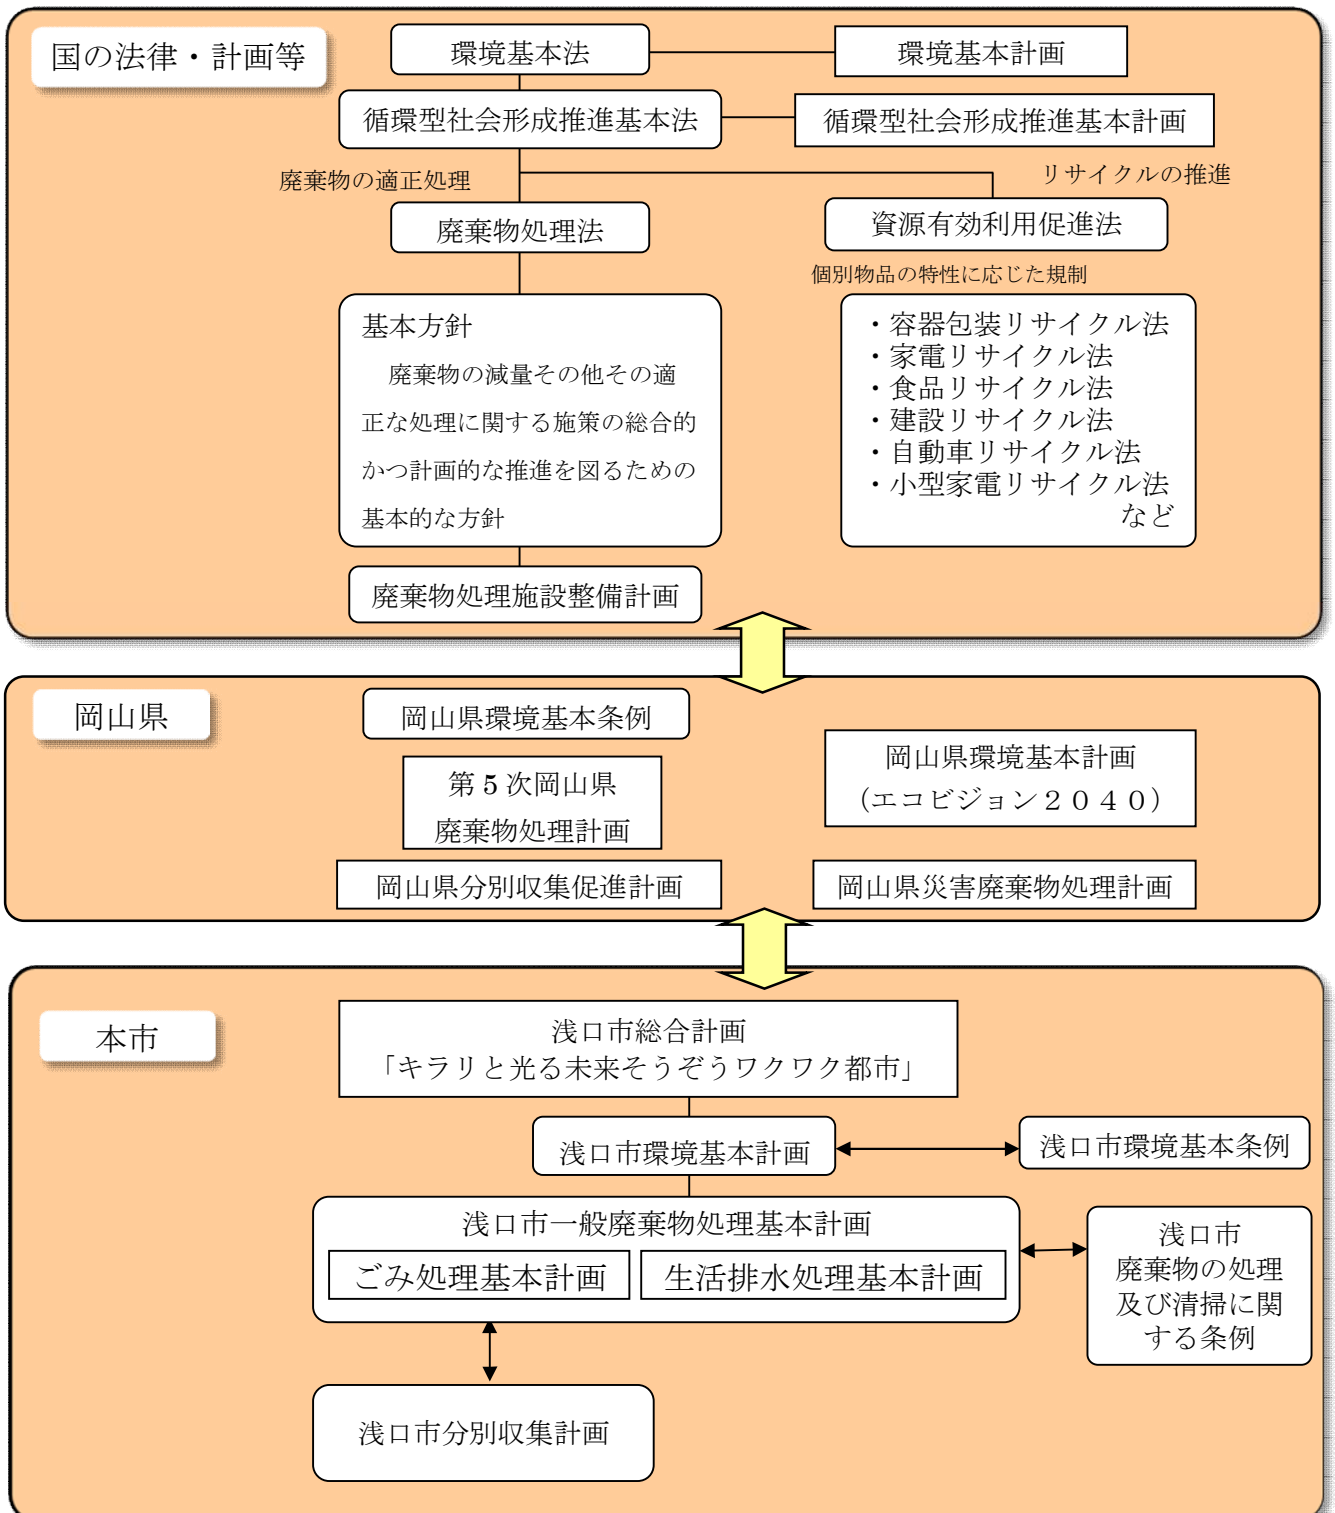 国の法律・計画等
環境基本法
環境基本計画
循環型社会形成推進基本法
循環型社会形成推進基本計画
廃棄物の適正処理
リサイクルの推進
廃棄物処理法
資源有効利用促進法
個別物品の特性に応じた規制
基本方針
廃棄物の減量その他その適
正な処理に関する施策の総合的
かつ計画的な推進を図るための
基本的な方針
・容器包装リサイクル法
・家電リサイクル法
・食品リサイクル法
・建設リサイクル法
・自動車リサイクル法
・小型家電リサイクル法
など
廃棄物処理施設整備計画
岡山県
岡山県環境基本条例
第5次岡山県
廃棄物処理計画
岡山県環境基本計画
（エコビジョン２０４０）
岡山県分別収集促進計画
岡山県災害廃棄物処理計画
本市
浅口市総合計画
「キラリと光る未来そうぞうワクワク都市」
浅口市環境基本計画
浅口市環境基本条例
浅口市一般廃棄物処理基本計画
ごみ処理基本計画
生活排水処理基本計画
浅口市
廃棄物の処理
及び清掃に関
する条例
浅口市分別収集計画